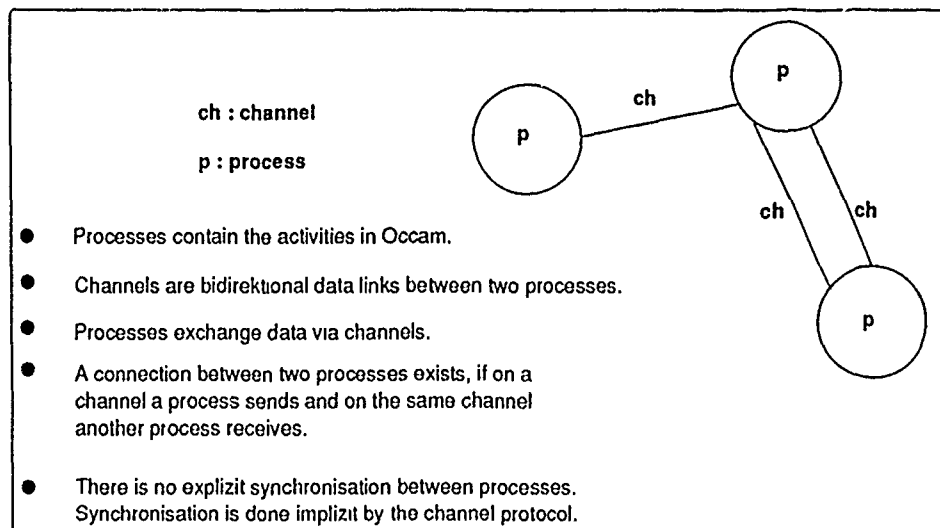 p
ch
p
ch : channel
p : process
ch
ch
p
● Processes contain the activities in Occam.
● Channels are bidirektional data links between two processes.
● Processes exchange data via channels.
● A connection between two processes exists, if on a
channel a process sends and on the same channel
another process receives.
● There is no explizit synchronisation between processes.
Synchronisation is done implizit by the channel protocol.